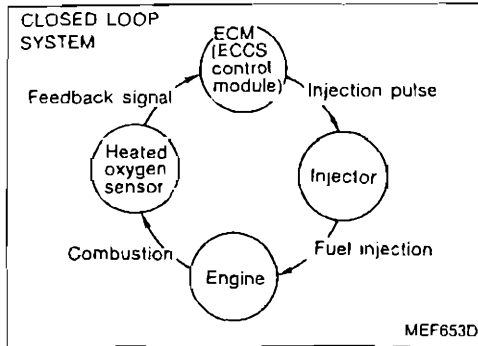 CLOSED LOOP
SYSTEM
ECM
(ECCS
control
module)
Feedback signal
Injection pulse
Heated
oxygen
sensor
Injector
Combustion
Fuel injection
Engine
MEF653D